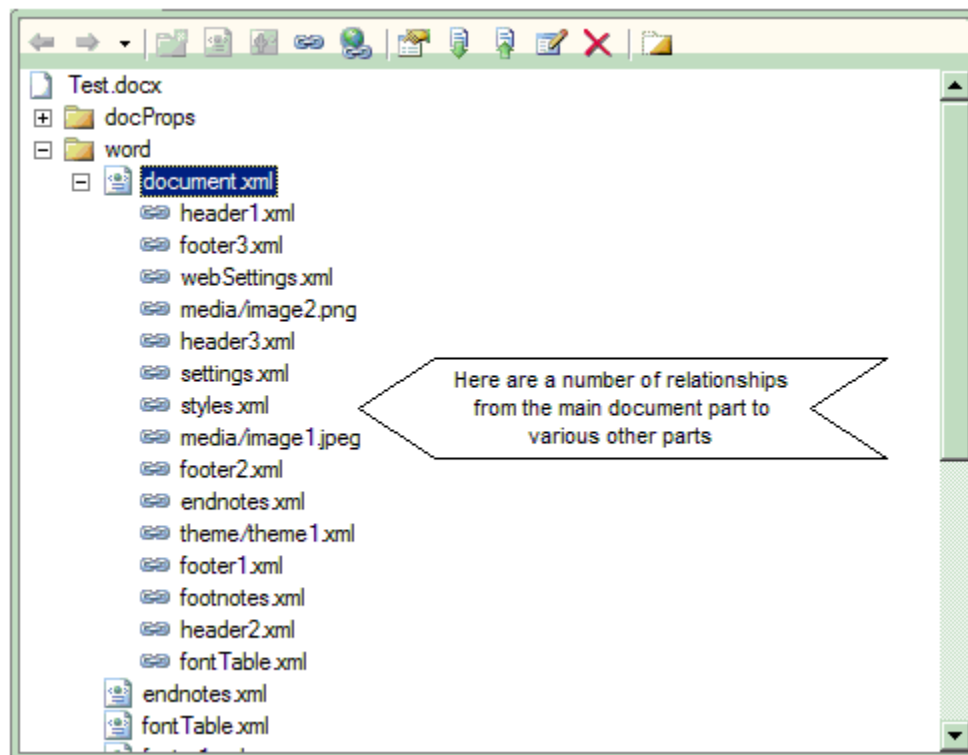 Test.docx
docProps
word
document.xml
header1.xml
footer3.xml
webSettings.xml
media/image2.png
header3.xml
settings.xml
styles.xml
media/image1.jpeg
footer2.xml
endnotes.xml
theme/theme1.xml
footer1.xml
footnotes.xml
header2.xml
fontTable.xml
endnotes.xml
fontTable.xml
Here are a number of relationships
from the main document part to
various other parts